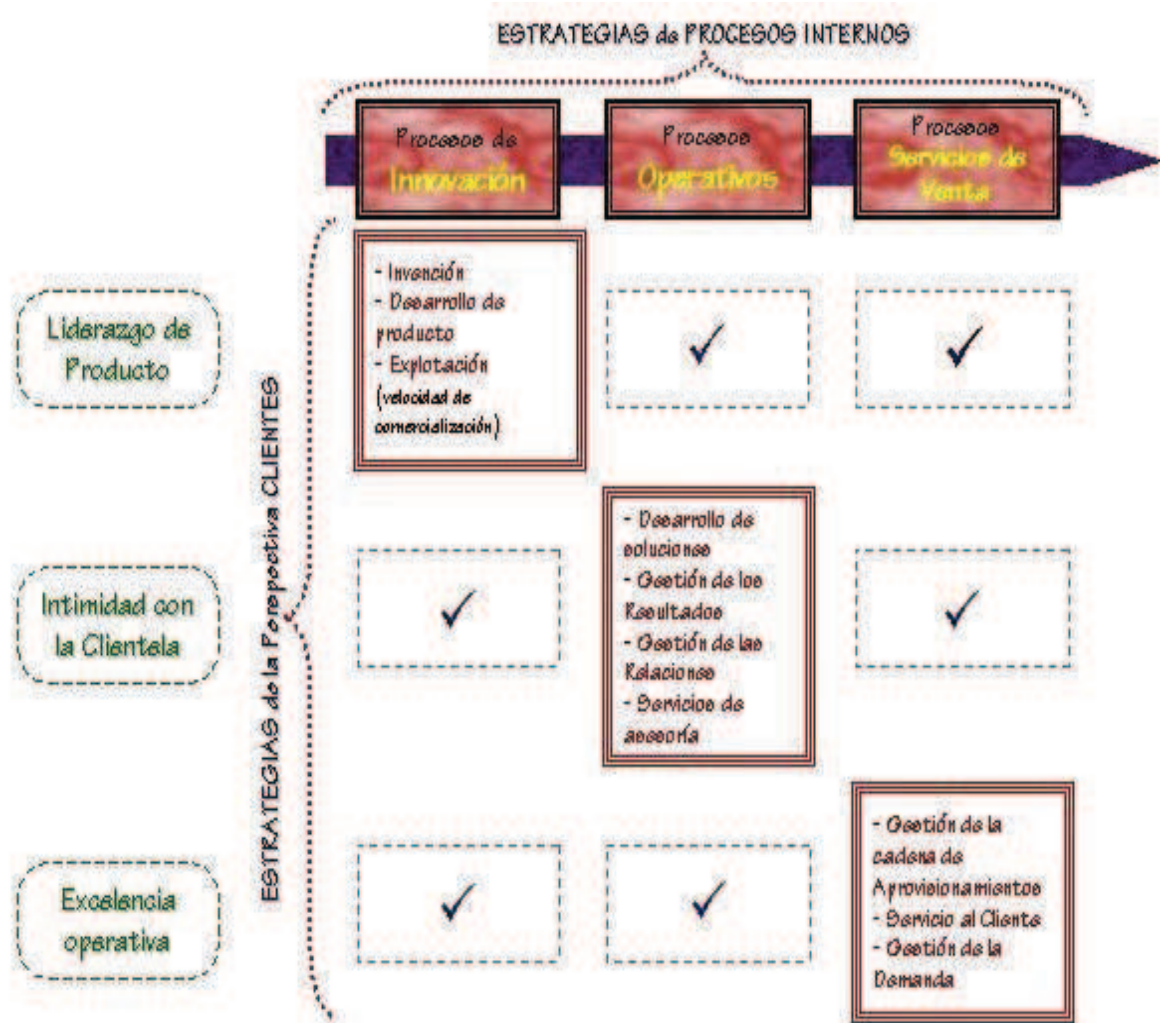 ESTRATEGIAS de PROCESOS INTERNOS
Procesos de
Innovación
Procesos
Operativos
Procesos
Servicios de
Venta
ESTRATEGIAS de la Perspectiva CLIENTES
Liderazgo de
Producto
- Invención
- Desarrollo de
producto
- Explotación
(velocidad de
comercialización)
✓
✓
Intimidad con
la Clientela
✓
- Desarrollo de
soluciones
- Gestión de los
Resultados
- Gestión de las
Relaciones
- Servicios de
asesoría
✓
Excelencia
operativa
✓
✓
- Gestión de la
cadena de
Aprovisionamientos
- Servicio al Cliente
- Gestión de la
Demanda